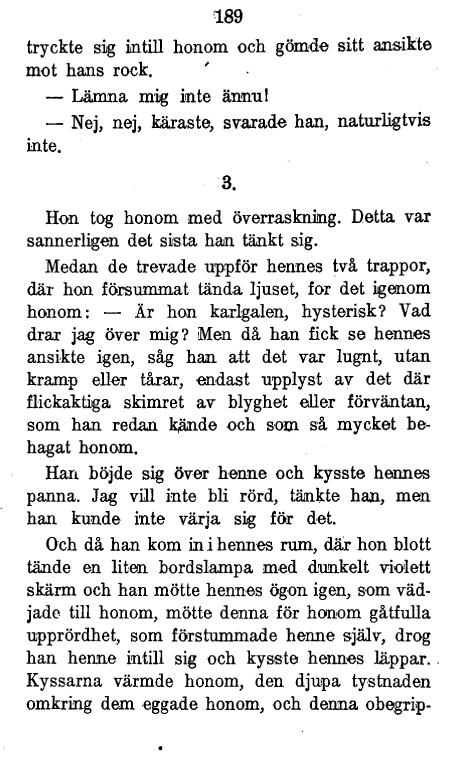 189
tryckte sig intill honom och gömde sitt ansikte
mot hans rock.
— Lämna mig inte ännu!
— Nej, nej, käraste, svarade han, naturligtvis
inte.
3.
Hon tog honom med överraskning. Detta var
sannerligen det sista han tänkt sig.
Medan de trevade uppför hennes två trappor,
där hon försummat tända ljuset, for det igenom
honom: — Är hon karlgalen, hysterisk? Vad
drar jag över mig? Men då han fick se hennes
ansikte igen, såg han att det var lugnt, utan
kramp eller tårar, endast upplyst av det där
flickaktiga skimret av blyghet eller förväntan,
som han redan kände och som så mycket be-
hagat honom.
Han böjde sig över henne och kysste hennes
panna. Jag vill inte bli rörd, tänkte han, men
han kunde inte värja sig för det.
Och då han kom in i hennes rum, där hon blott
tände en liten bordslampa med dunkelt violett
skärm och han mötte hennes ögon igen, som väd-
jade till honom, mötte denna för honom gåtfulla
upprördhet, som förstummade henne själv, drog
han henne intill sig och kysste hennes läppar.
Kyssarna värmde honom, den djupa tystnaden
omkring dem eggade honom, och denna obegrip-